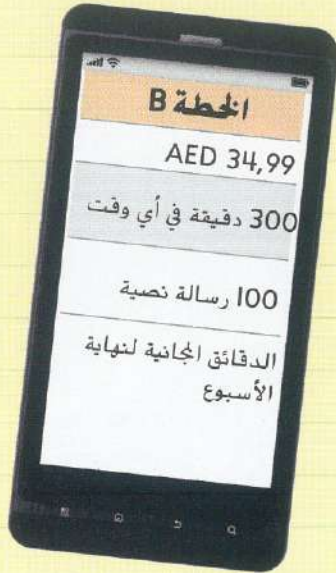 الخطة B
AED 34,99
300 دقيقة في أي وقت
100 رسالة نصية
الدقائق المجانية لنهاية
الأسبوع